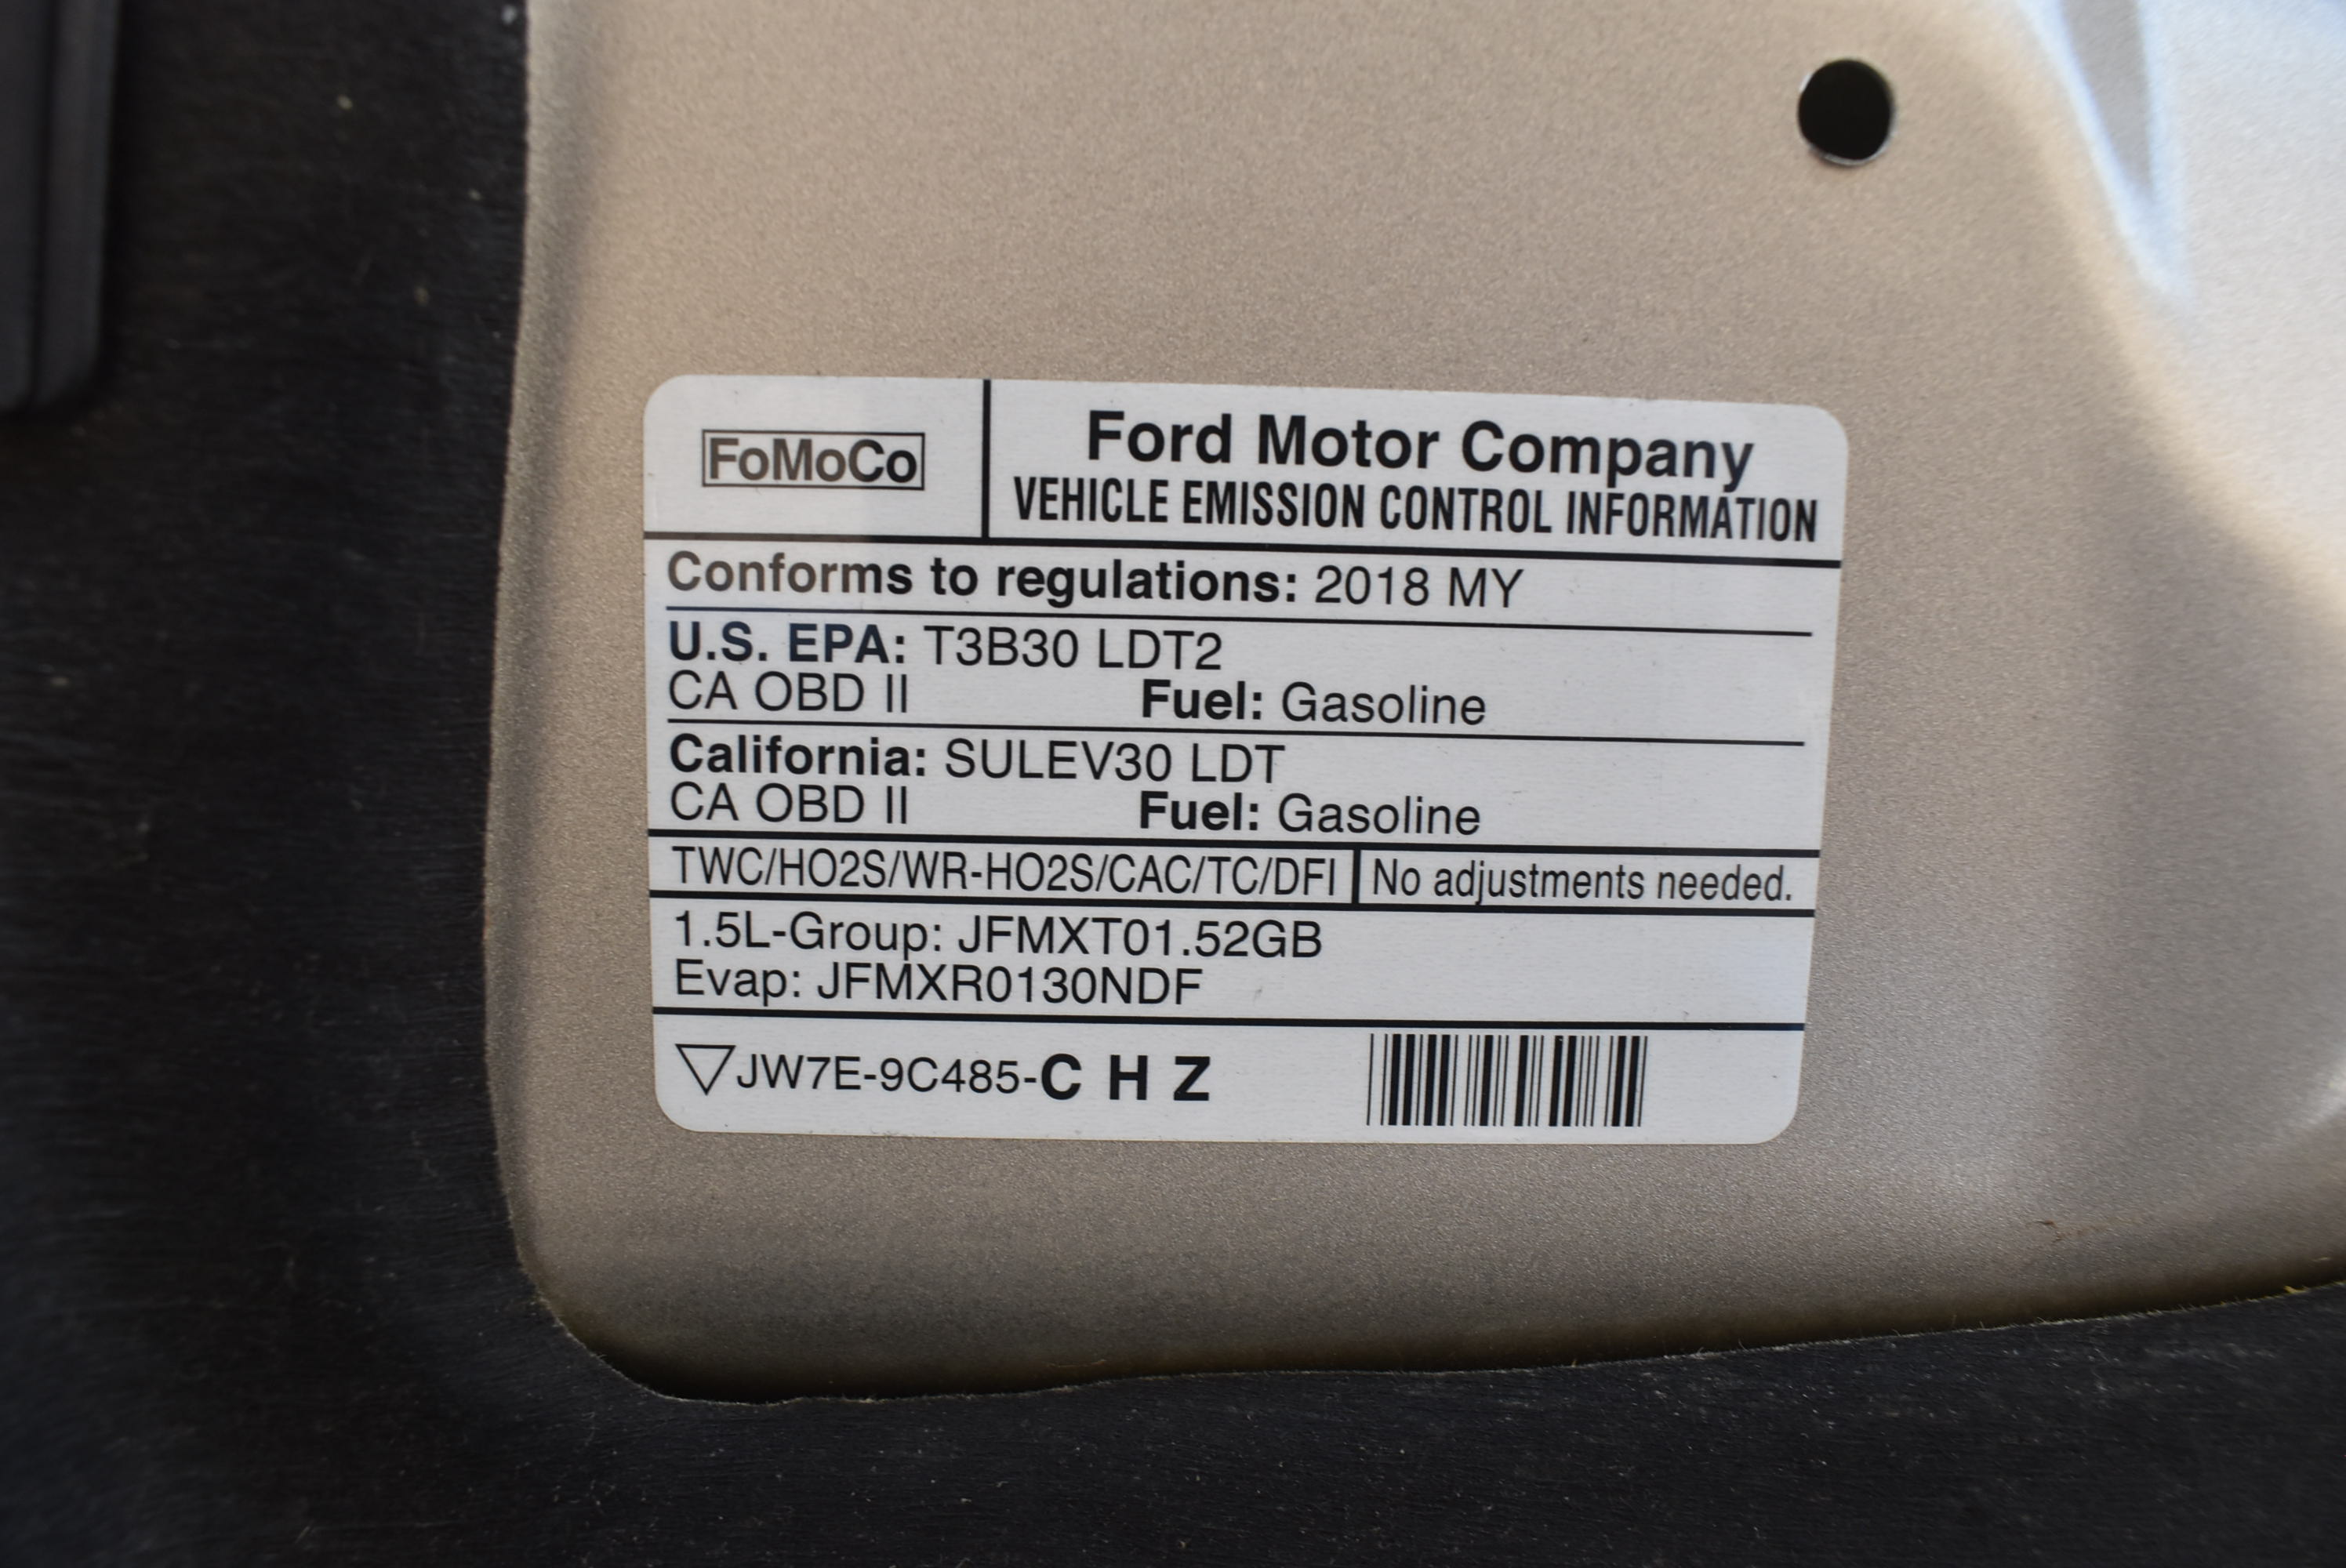 FoMoCo
Ford Motor Company
VEHICLE EMISSION CONTROL INFORMATION
Conforms to regulations: 2018 MY
U.S. EPA: T3B30 LDT2
CA OBD II Fuel: Gasoline
California: SULEV30 LDT
CA OBD II Fuel: Gasoline
TWC/HO2S/WR-HO2S/CAC/TC/DFI No adjustments needed.
1.5L-Group: JFMXT01.52GB
Evap: JFMXR0130NDF
JW7E-9C485-C H Z